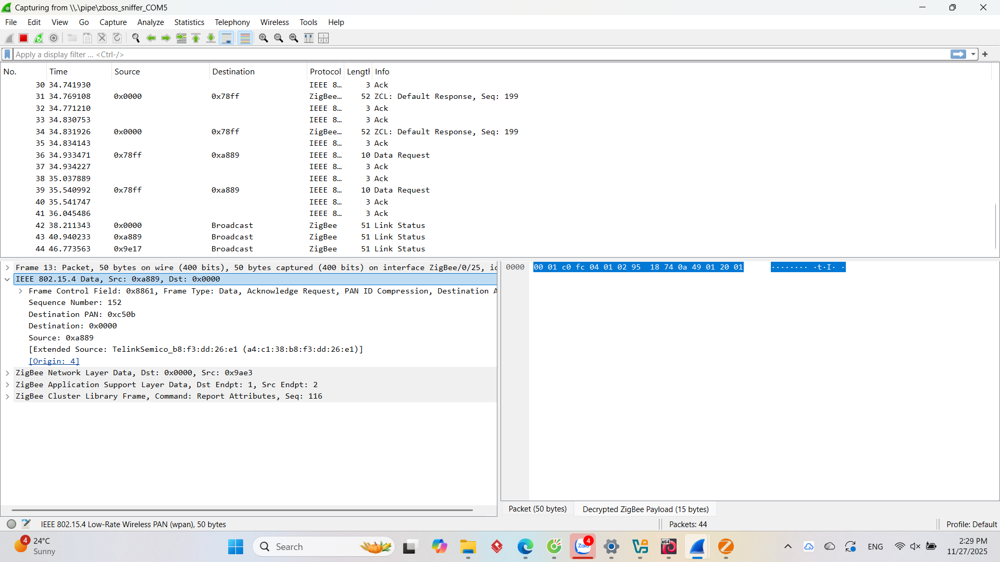 Capturing from \\.\pipe\zboss_sniffer_COM5
File Edit View Go Capture Analyze Statistics Telephony Wireless Tools Help
Apply a display filter … <Ctrl-/>
No. Time Source Destination Protocol Length Info
30 34.741930 IEEE 8… 3 Ack
31 34.769108 0x0000 0x78ff ZigBee… 52 ZCL: Default Response, Seq: 199
32 34.771210 IEEE 8… 3 Ack
33 34.830753 IEEE 8… 3 Ack
34 34.831926 0x0000 0x78ff ZigBee… 52 ZCL: Default Response, Seq: 199
35 34.834143 IEEE 8… 3 Ack
36 34.933471 0x78ff 0xa889 IEEE 8… 10 Data Request
37 34.934227 IEEE 8… 3 Ack
38 35.037889 IEEE 8… 3 Ack
39 35.540992 0x78ff 0xa889 IEEE 8… 10 Data Request
40 35.541747 IEEE 8… 3 Ack
41 36.045486 IEEE 8… 3 Ack
42 38.211343 0x0000 Broadcast ZigBee 51 Link Status
43 40.940233 0xa889 Broadcast ZigBee 51 Link Status
44 46.773563 0x9e17 Broadcast ZigBee 51 Link Status
Frame 13: Packet, 50 bytes on wire (400 bits), 50 bytes captured (400 bits) on interface ZigBee/0/25, id
IEEE 802.15.4 Data, Src: 0xa889, Dst: 0x0000
Frame Control Field: 0x8861, Frame Type: Data, Acknowledge Request, PAN ID Compression, Destination A
Sequence Number: 152
Destination PAN: 0xc50b
Destination: 0x0000
Source: 0xa889
[Extended Source: TelinkSemico_b8:f3:dd:26:e1 (a4:c1:38:b8:f3:dd:26:e1)]
[Origin: 4]
ZigBee Network Layer Data, Dst: 0x0000, Src: 0x9ae3
ZigBee Application Support Layer Data, Dst Endpt: 1, Src Endpt: 2
ZigBee Cluster Library Frame, Command: Report Attributes, Seq: 116
0000 00 01 c0 fc 04 01 02 95 18 74 0a 49 01 20 01 ········ ·t·I· ·
Packet (50 bytes) Decrypted ZigBee Payload (15 bytes)
IEEE 802.15.4 Low-Rate Wireless PAN (wpan), 50 bytes Packets: 44 Profile: Default
4
24°C
Sunny
Search
Zalo
4
x64
ENG
2:29 PM
11/27/2025